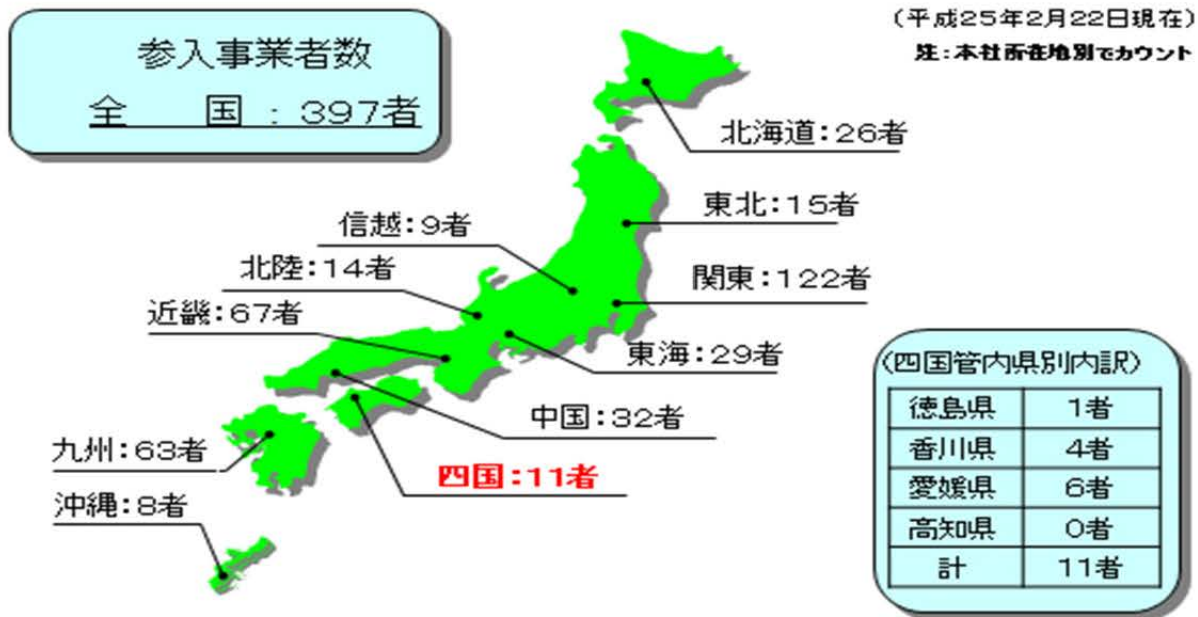 参入事業者数
全　国 : 397者
(平成25年2月22日現在)
注:本社所在地別でカウント
北海道:26者
東北:15者
信越:9者
北陸:14者
関東:122者
近畿:67者
東海:29者
中国:32者
九州:63者
四国:11者
沖縄:8者
(四国管内県別内訳)
徳島県 1者
香川県 4者
愛媛県 6者
高知県 0者
計 11者